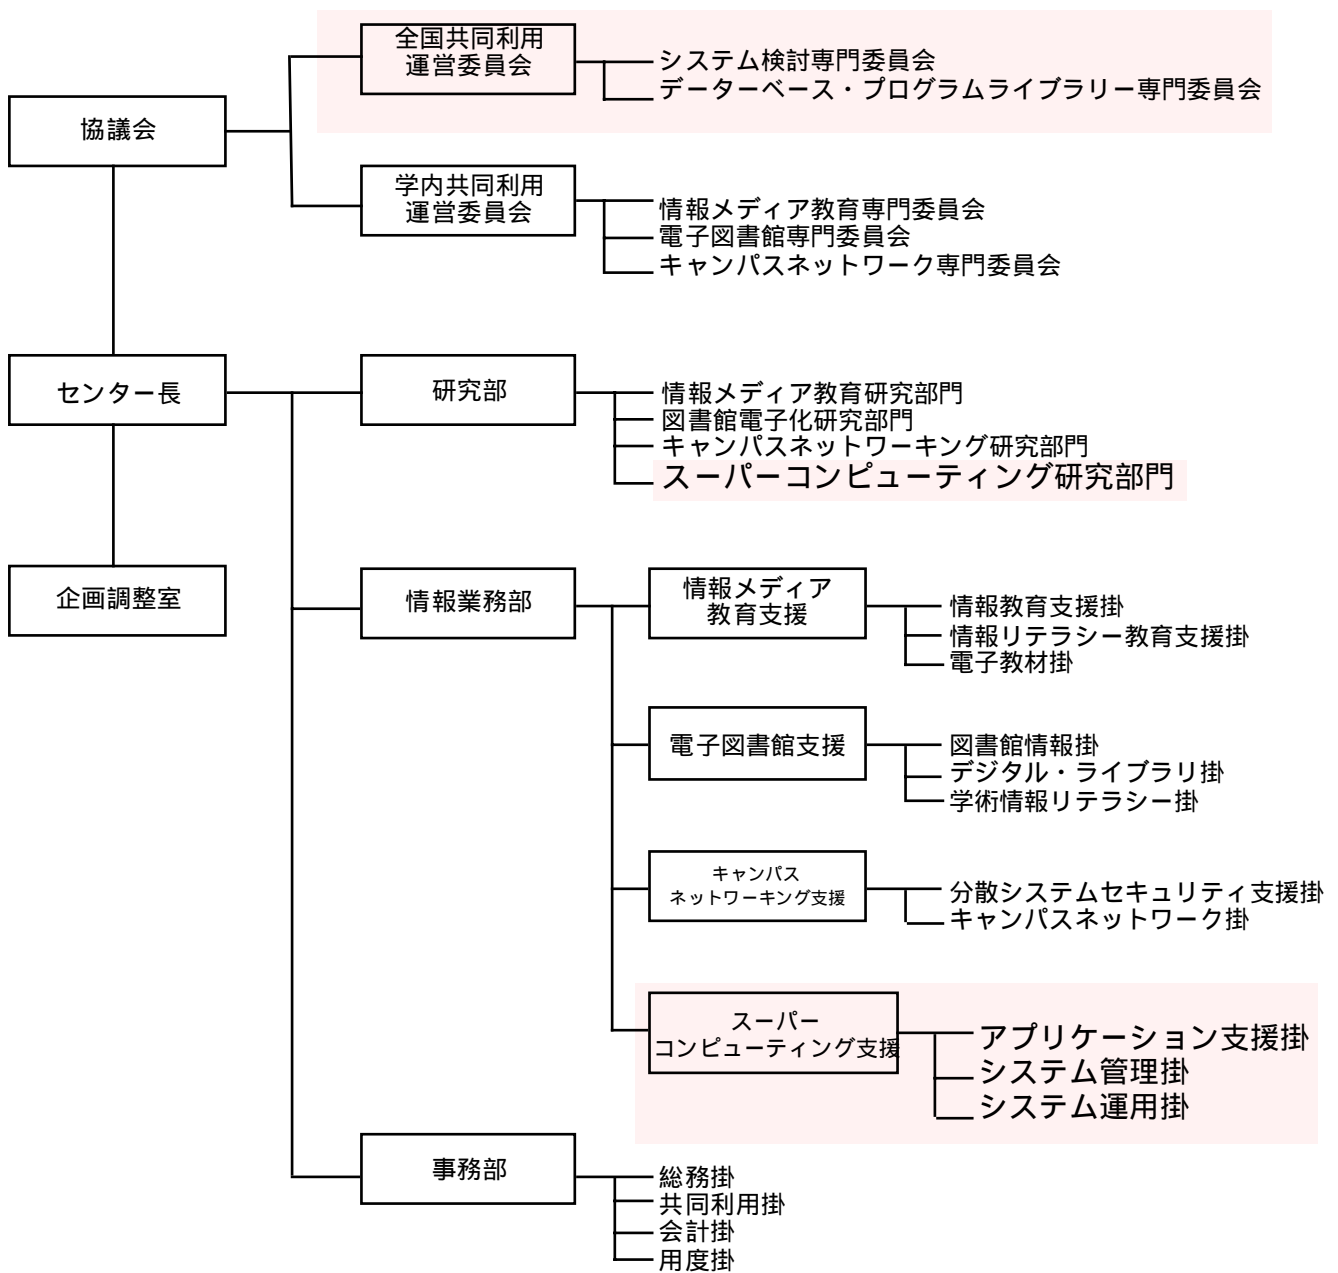 全国共同利用
運営委員会
システム検討専門委員会
データーベース・プログラムライブラリー専門委員会
協議会
学内共同利用
運営委員会
情報メディア教育専門委員会
電子図書館専門委員会
キャンパスネットワーク専門委員会
センター長
研究部
情報メディア教育研究部門
図書館電子化研究部門
キャンパスネットワーキング研究部門
スーパーコンピューティング研究部門
企画調整室
情報業務部
情報メディア
教育支援
情報教育支援掛
情報リテラシー教育支援掛
電子教材掛
電子図書館支援
図書館情報掛
デジタル・ライブラリ掛
学術情報リテラシー掛
キャンパス
ネットワーキング支援
分散システムセキュリティ支援掛
キャンパスネットワーク掛
スーパー
コンピューティング支援
アプリケーション支援掛
システム管理掛
システム運用掛
事務部
総務掛
共同利用掛
会計掛
用度掛